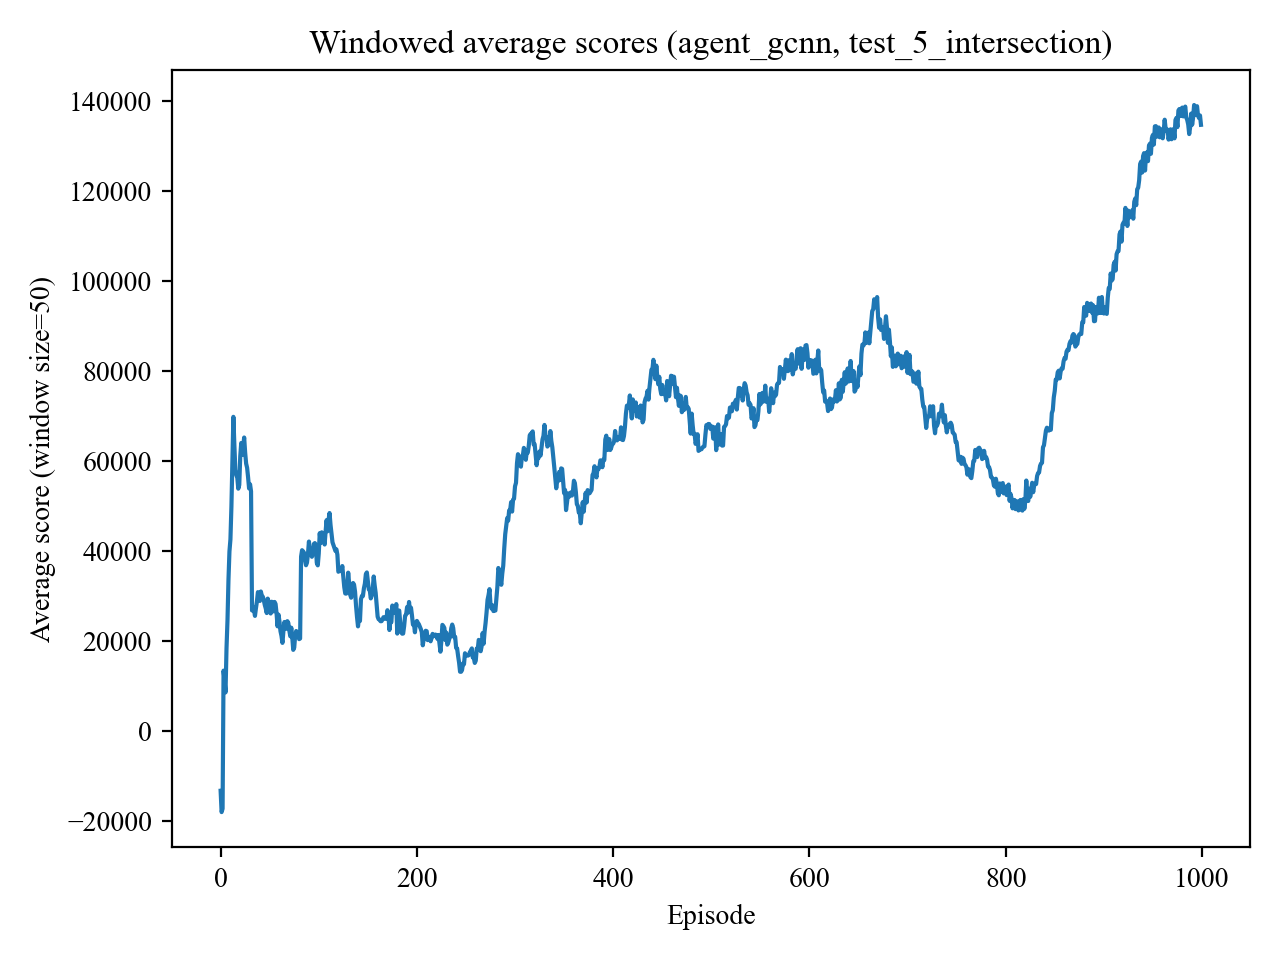 Windowed average scores (agent_gcnn, test_5_intersection)
140000
120000
100000
80000
60000
40000
20000
0
−20000
Average score (window size=50)
0 200 400 600 800 1000
Episode